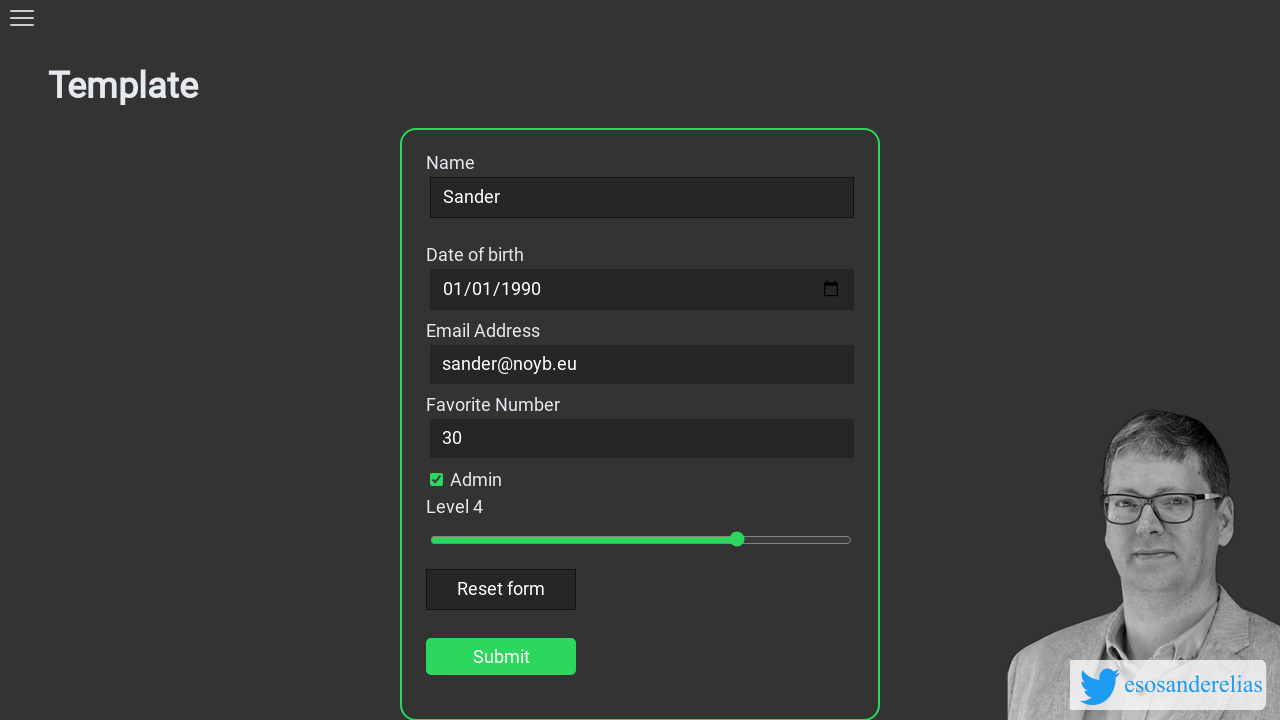 Template
Name
Sander
Date of birth
01/01/1990
Email Address
sander@noyb.eu
Favorite Number
30
Admin
Level 4
Reset form
Submit
esosanderelias